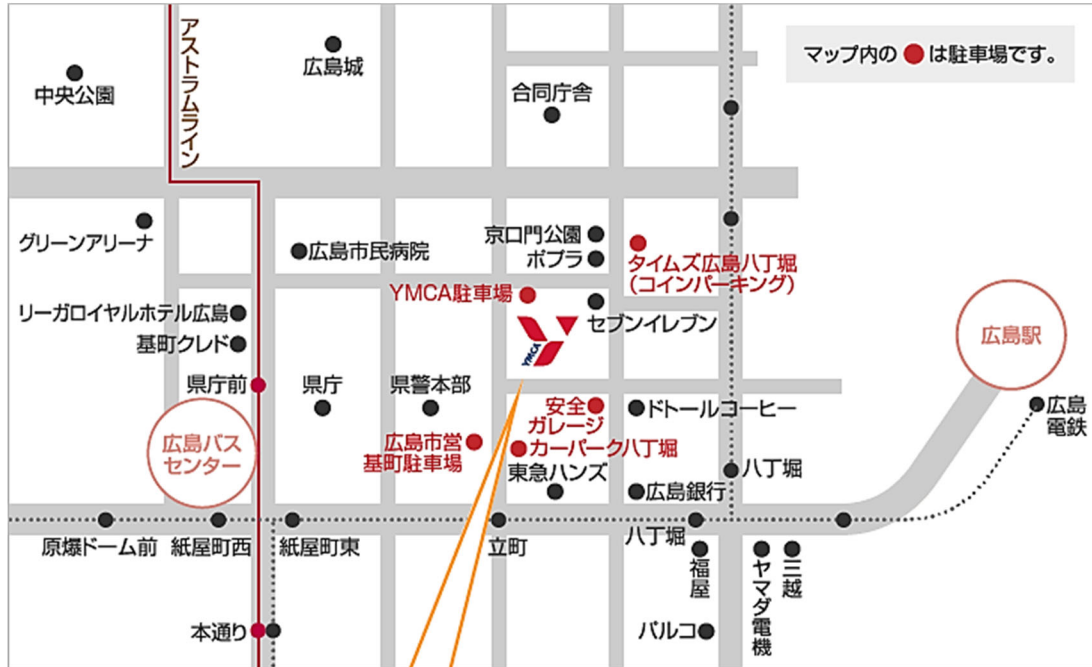 アストラムライン
広島城
中央公園
合同庁舎
マップ内の●は駐車場です。
グリーンアリーナ
広島市民病院
京口門公園
ポプラ
タイムズ広島八丁堀
(コインパーキング)
YMCA駐車場
リーガロイヤルホテル広島
セブンイレブン
YMCA
基町クレド
広島駅
県庁前
県庁
県警本部
安全
ガレージ
ドトールコーヒー
広島
電鉄
広島バス
センター
広島市営
基町駐車場
カーパーク八丁堀
東急ハンズ
広島銀行
八丁堀
原爆ドーム前
紙屋町西
紙屋町東
立町
八丁堀
福屋
ヤマダ電機
三越
本通り
パルコ